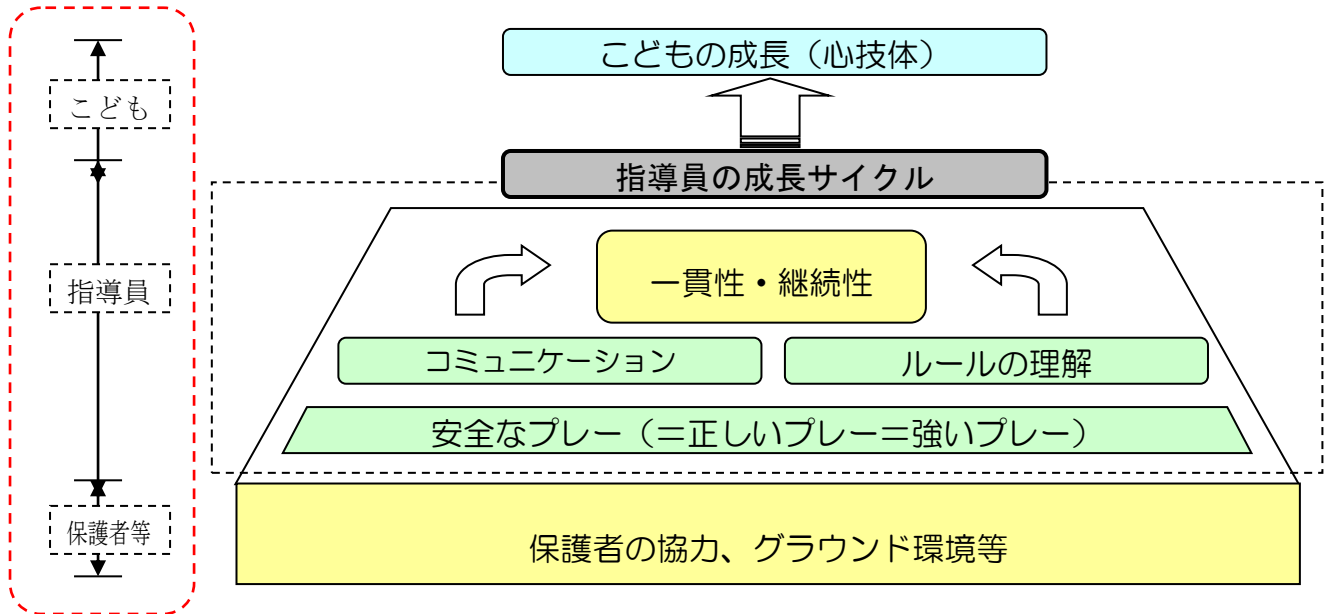 こどもの成長（心技体）
こども
指導員の成長サイクル
指導員
一貫性・継続性
コミュニケーション
ルールの理解
安全なプレー（＝正しいプレー＝強いプレー）
保護者等
保護者の協力、グラウンド環境等